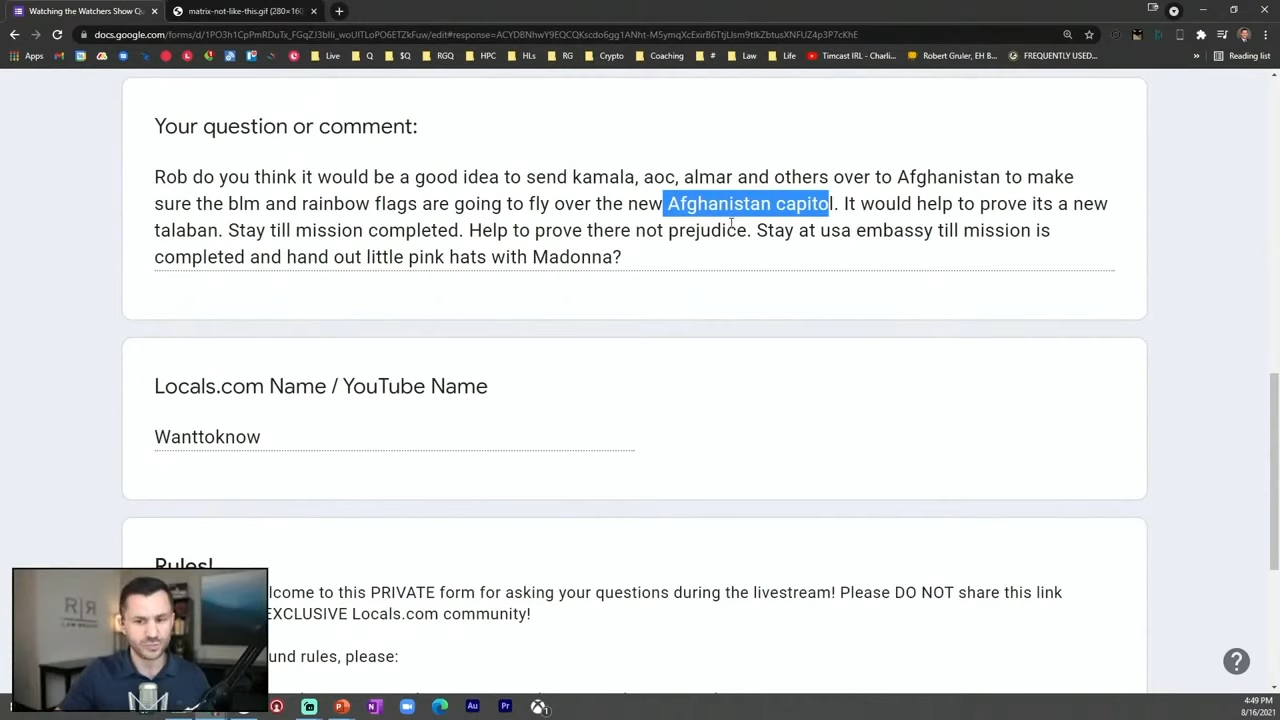 Watching the Watchers Show Qu
matrix-not-like-this.gif (280×160
docs.google.com/forms/d/1PO3h1CpPmRDuTx_FGqZJ3blIi_woUITLoPO6ETZkFuw/edit#response=
Apps
Live
Q
$Q
RGQ
HPC
HLs
RG
Crypto
Coaching
#
Law
Life
Timcast IRL - Charli...
Robert Gruler, EH B...
FREQUENTLY USED...
»
Reading list
Your question or comment:
Rob do you think it would be a good idea to send kamala, aoc, almar and others over to Afghanistan to make
sure the blm and rainbow flags are going to fly over the new Afghanistan capitol. It would help to prove its a new
talaban. Stay till mission completed. Help to prove there not prejudice. Stay at usa embassy till mission is
completed and hand out little pink hats with Madonna?
Locals.com Name / YouTube Name
Wanttoknow
Rules!
lcome to this PRIVATE form for asking your questions during the livestream! Please DO NOT share this link
EXCLUSIVE Locals.com community!
und rules, please:
R|R
4:49 PM
8/16/2021